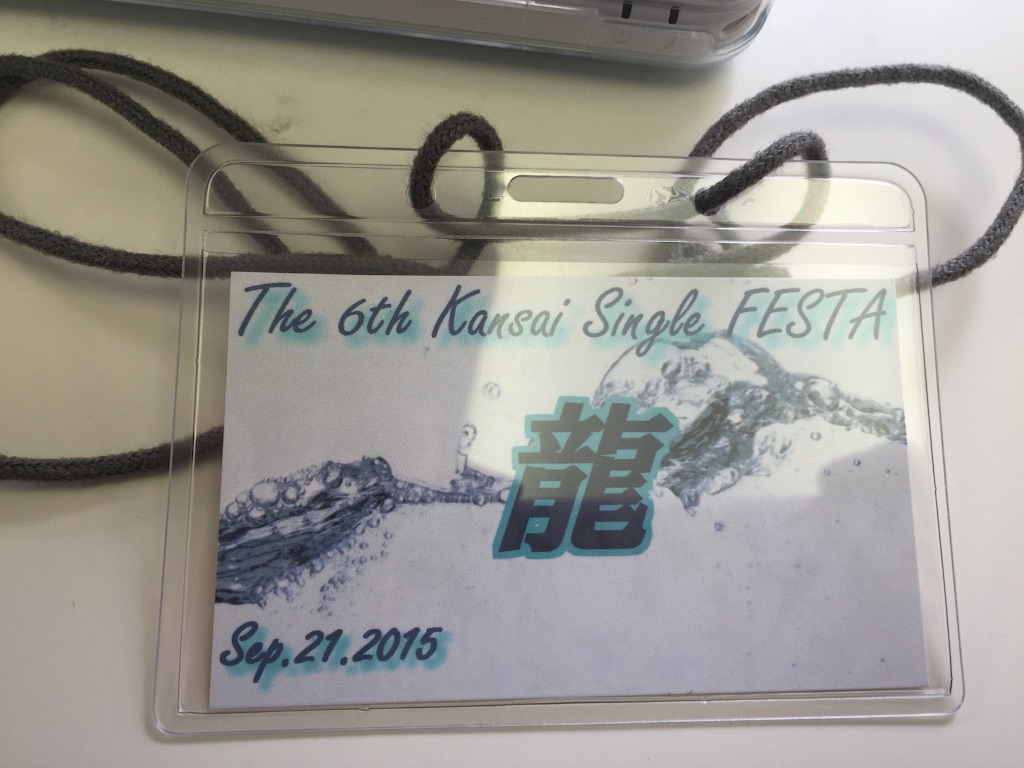 The 6th Kansai Single FESTA
龍
Sep.21.2015